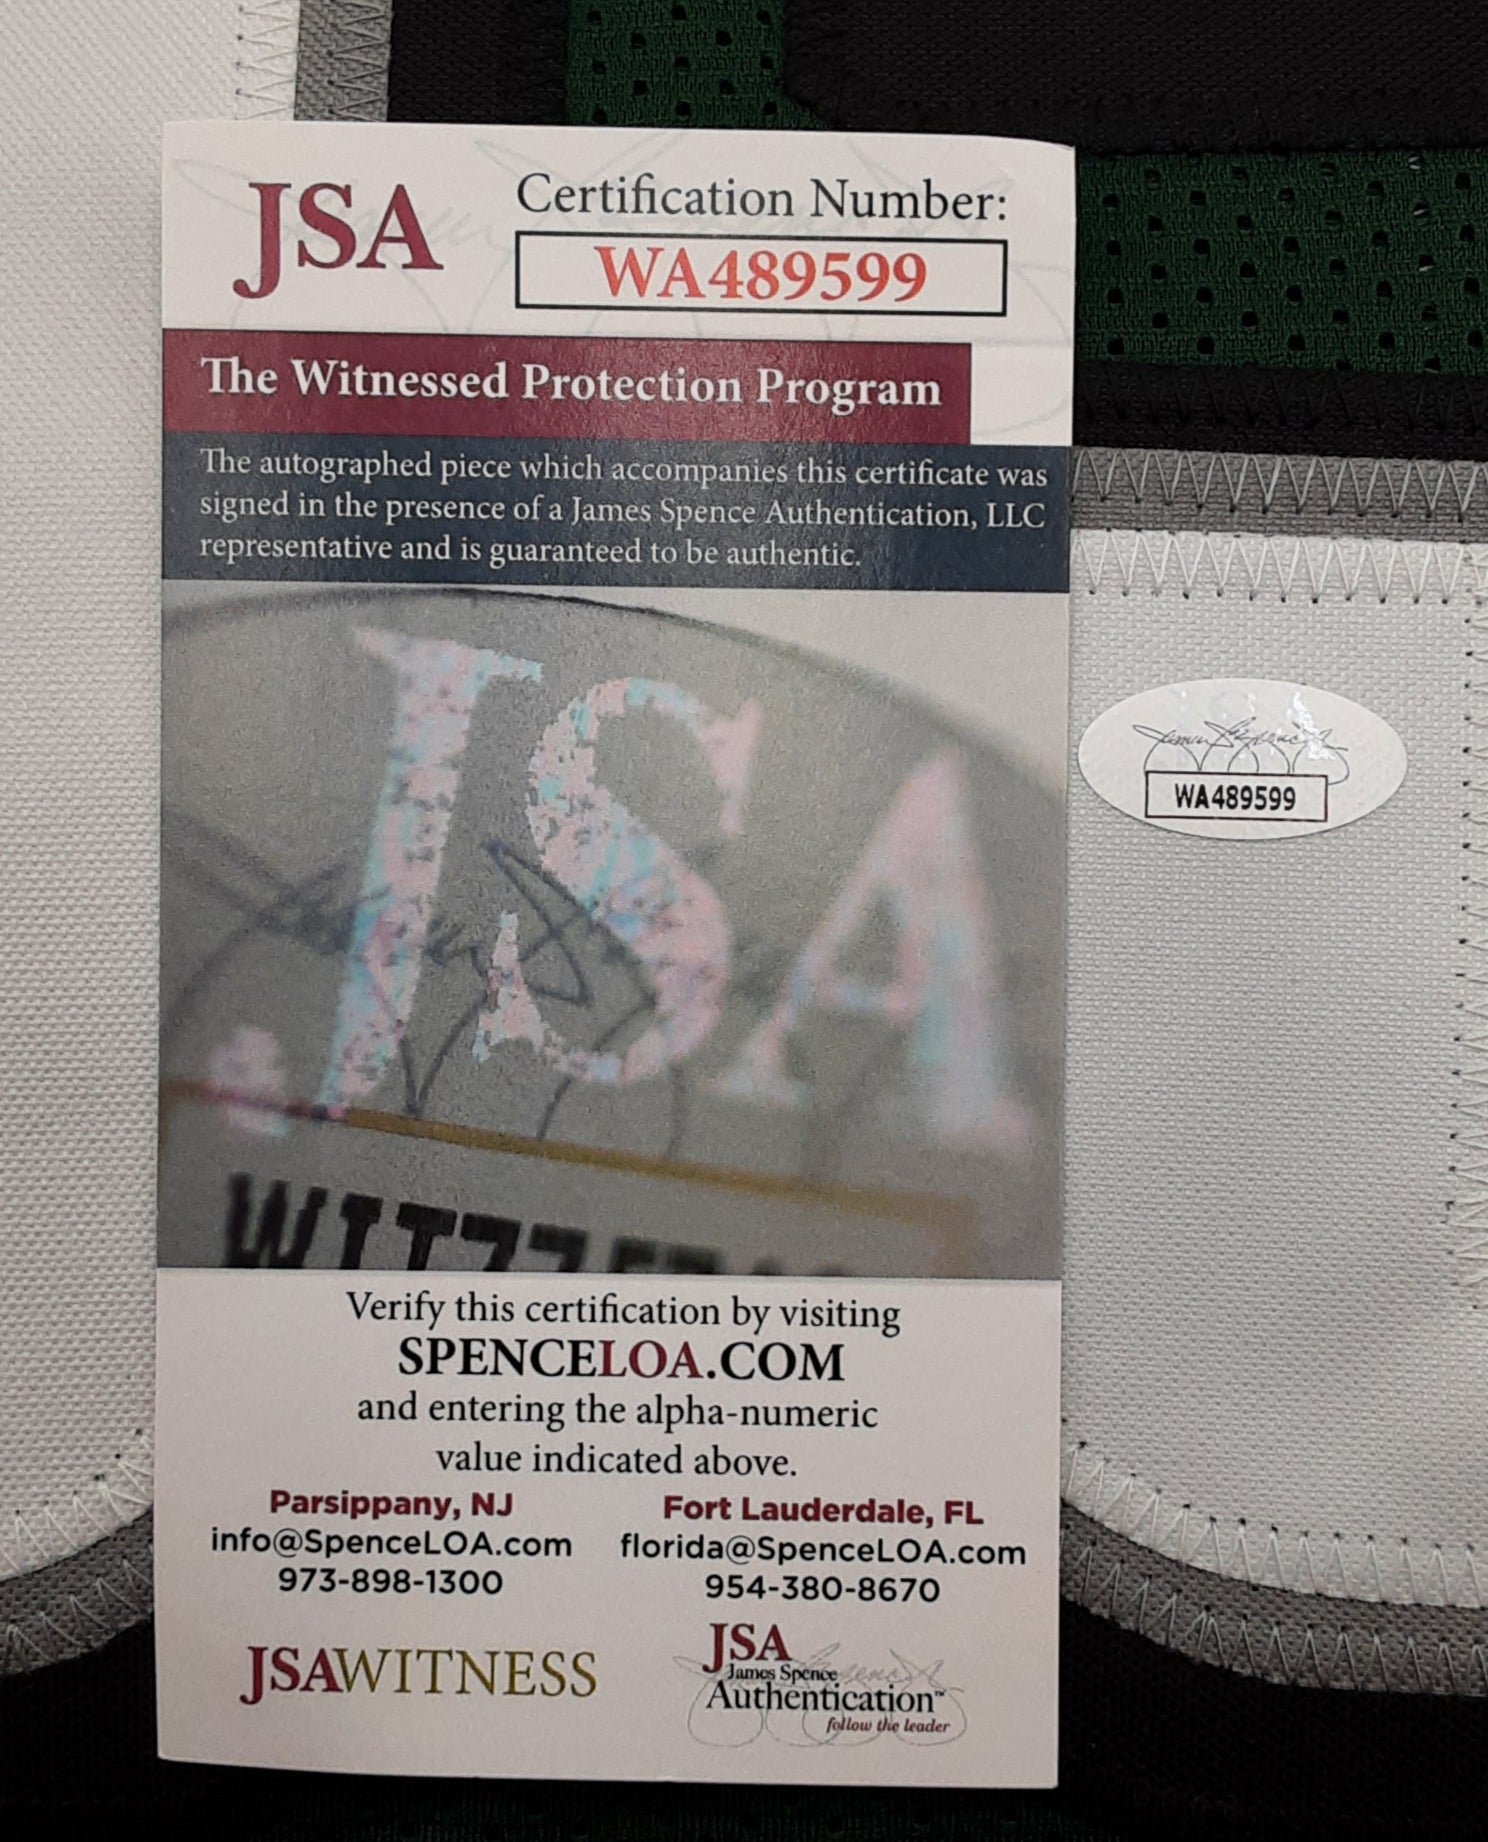 JSA
Certification Number:
WA489599
The Witnessed Protection Program
The autographed piece which accompanies this certificate was
signed in the presence of a James Spence Authentication, LLC
representative and is guaranteed to be authentic.
JSA
WA489599
Verify this certification by visiting
SPENCELOA.COM
and entering the alpha-numeric
value indicated above.
Parsippany, NJ
info@SpenceLOA.com
973-898-1300
Fort Lauderdale, FL
florida@SpenceLOA.com
954-380-8670
JSAWITNESS
JSA
James Spence
Authentication™
follow the leader